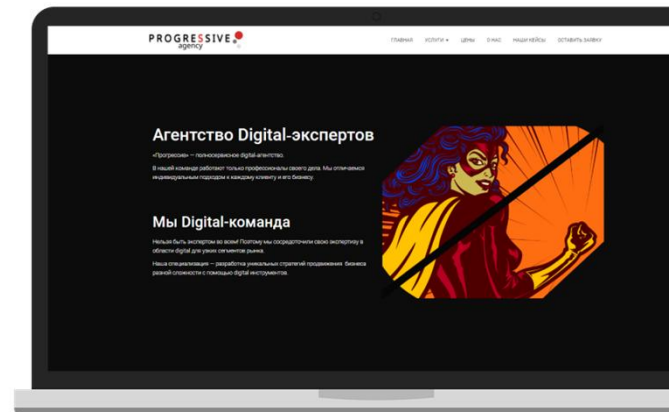 PROGRESSIVE
agency
ГЛАВНАЯ УСЛУГИ ЦЕНЫ О НАС НАШИ КЕЙСЫ ОСТАВИТЬ ЗАЯВКУ
Агентство Digital-экспертов
«Прогрессив» — полносервисное digital-агентство.
В нашей команде работают только профессионалы своего дела. Мы отличаемся
индивидуальным подходом к каждому клиенту и его бизнесу.
Мы Digital-команда
Нельзя быть экспертом во всем! Поэтому мы сосредоточили свою экспертизу в
области digital для узких сегментов рынка.
Наша специализация — разработка уникальных стратегий продвижения бизнеса
разной сложности с помощью digital инструментов.